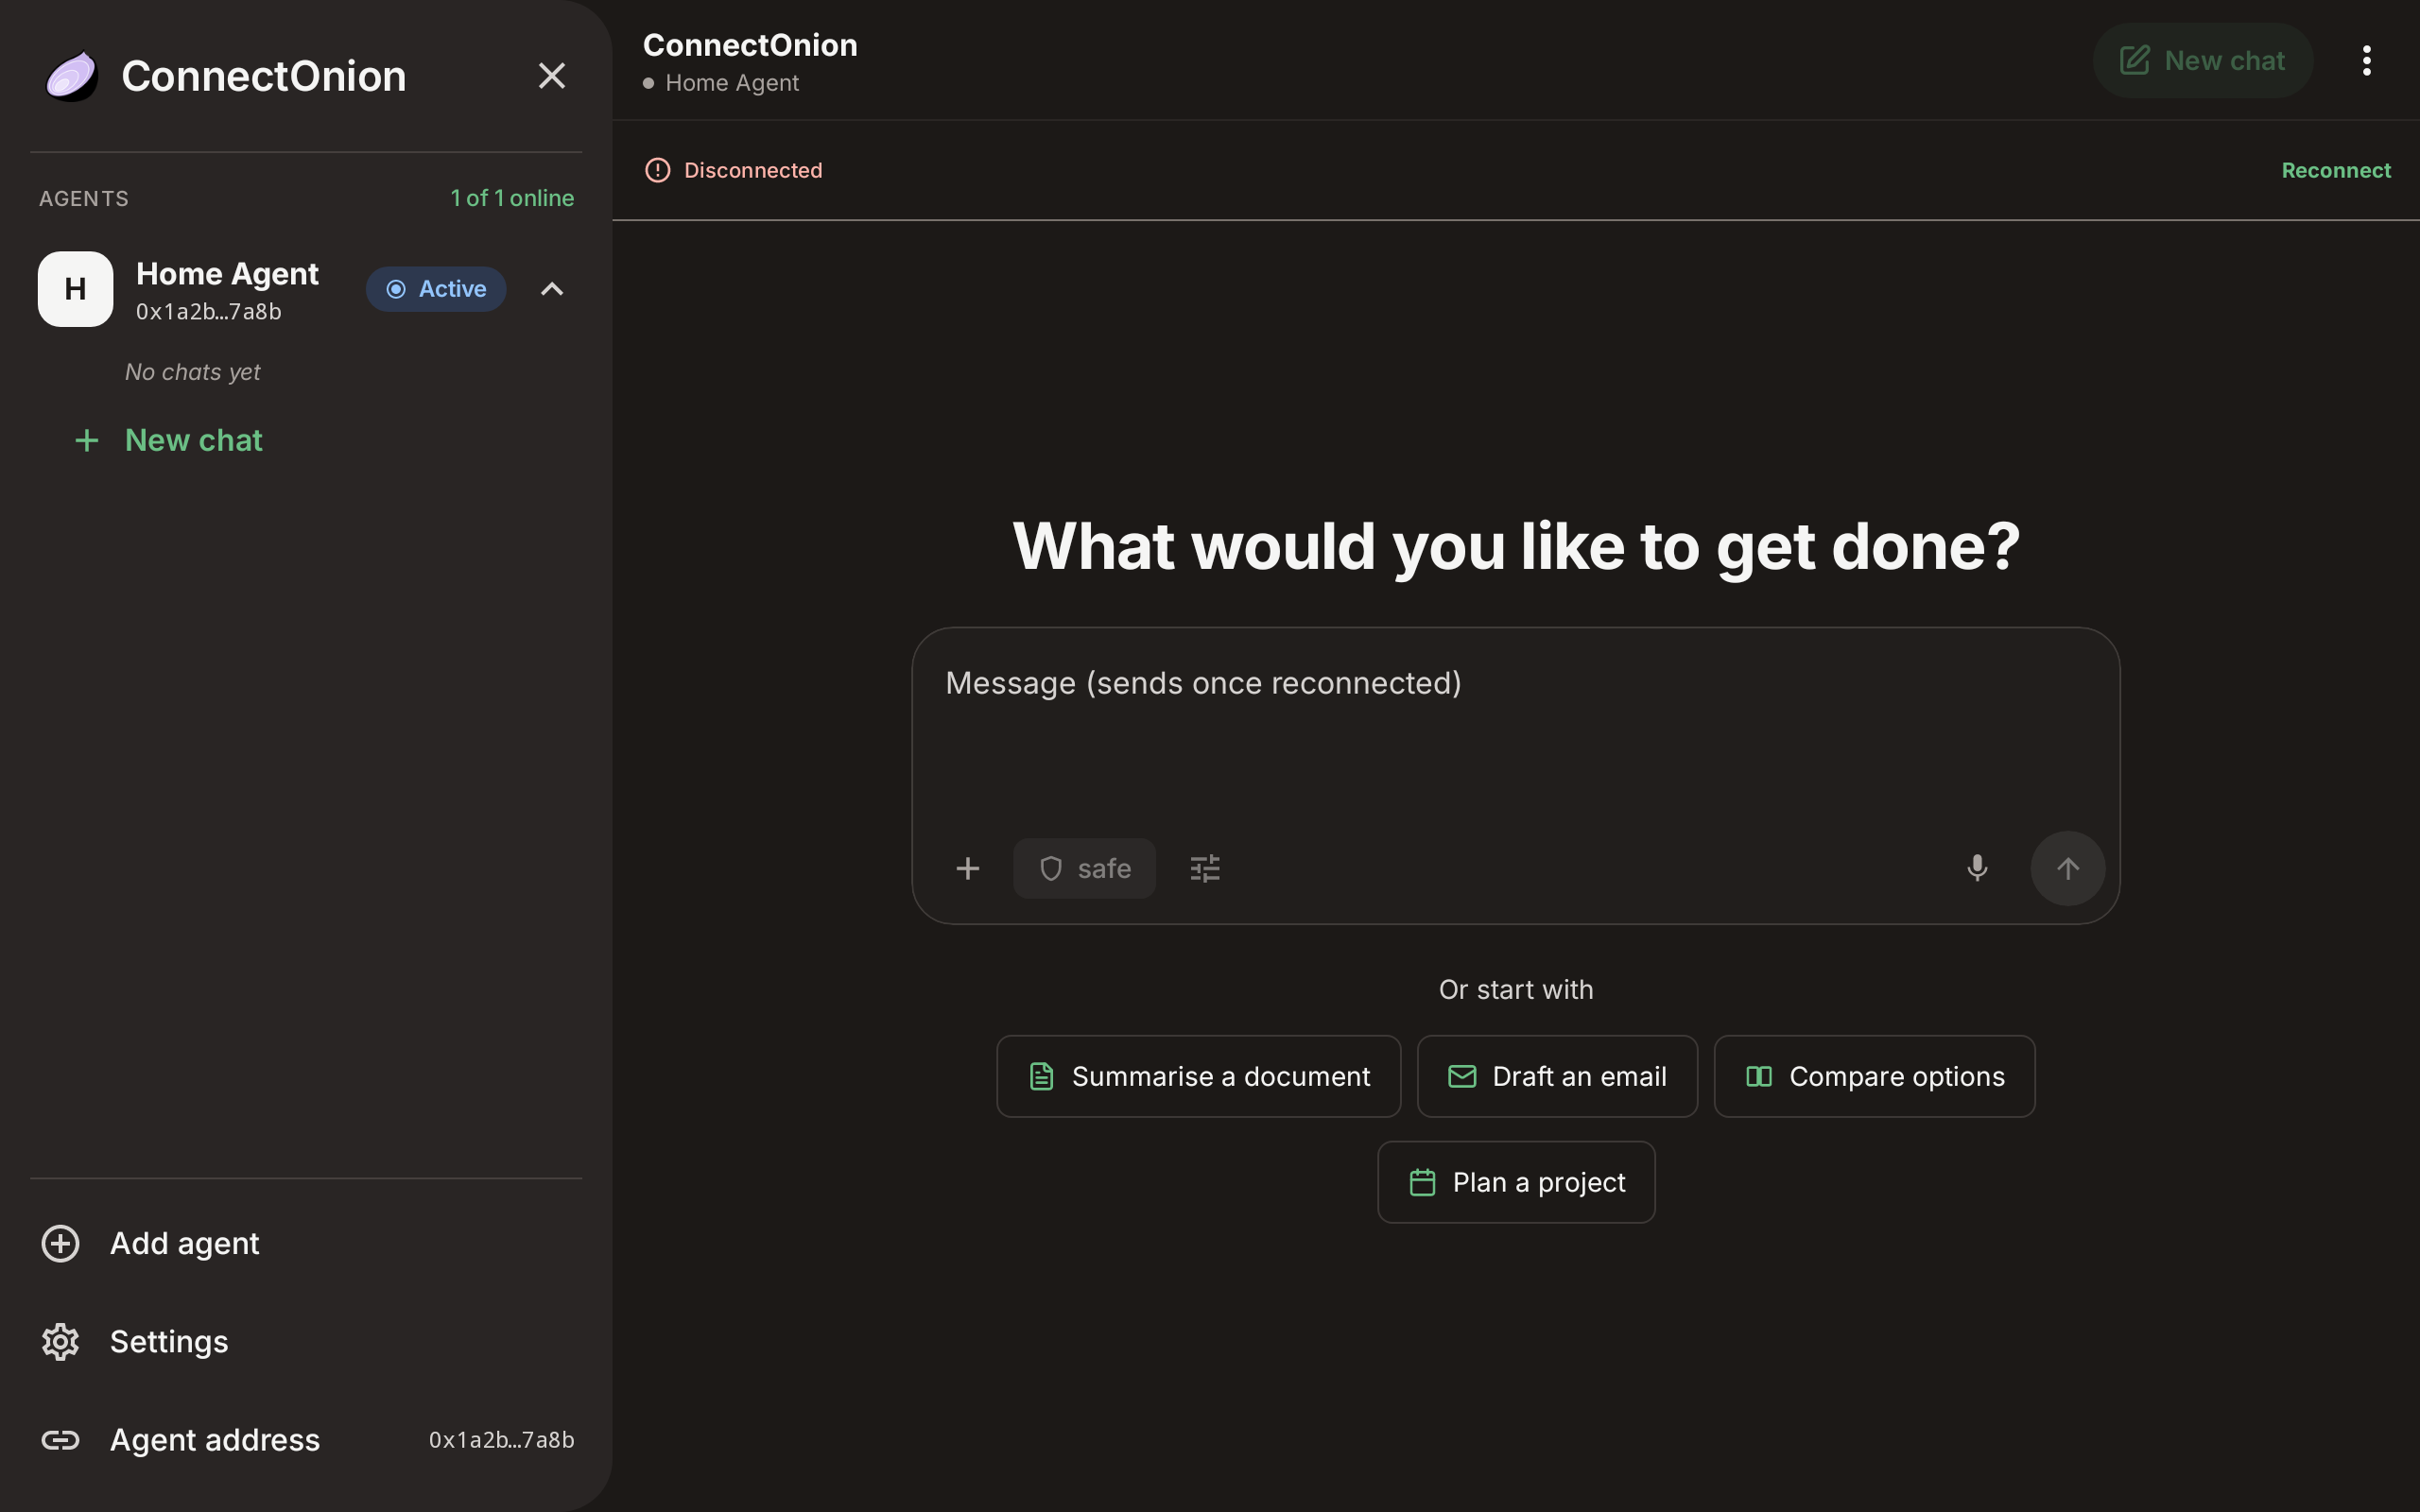 ConnectOnion
AGENTS
1 of 1 online
H
Home Agent
0x1a2b…7a8b
Active
No chats yet
New chat
Add agent
Settings
Agent address
0x1a2b…7a8b
ConnectOnion
Home Agent
New chat
Disconnected
Reconnect
What would you like to get done?
Message (sends once reconnected)
safe
Or start with
Summarise a document
Draft an email
Compare options
Plan a project